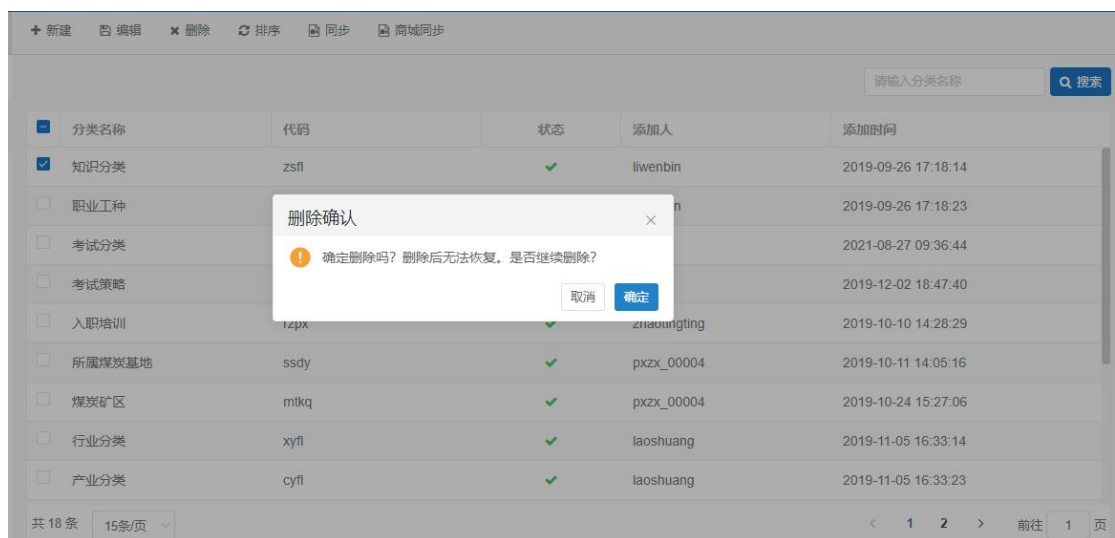 新建 编辑 删除 排序 同步 商城同步
请输入分类名称 搜索
分类名称 代码 状态 添加人 添加时间
知识分类 zsfl liwenbin 2019-09-26 17:18:14
职业工种 2019-09-26 17:18:23
删除确认
考试分类 2021-08-27 09:36:44
确定删除吗？删除后无法恢复。是否继续删除？
考试策略 2019-12-02 18:47:40
取消 确定
入职培训 rzpx zhaotingting 2019-10-10 14:28:29
所属煤炭基地 ssdy pxzx_00004 2019-10-11 14:05:16
煤炭矿区 mtkq pxzx_00004 2019-10-24 15:27:06
行业分类 xyfl laoshuang 2019-11-05 16:33:14
产业分类 cyfl laoshuang 2019-11-05 16:33:23
共 18 条 15条/页 1 2 前往 1 页